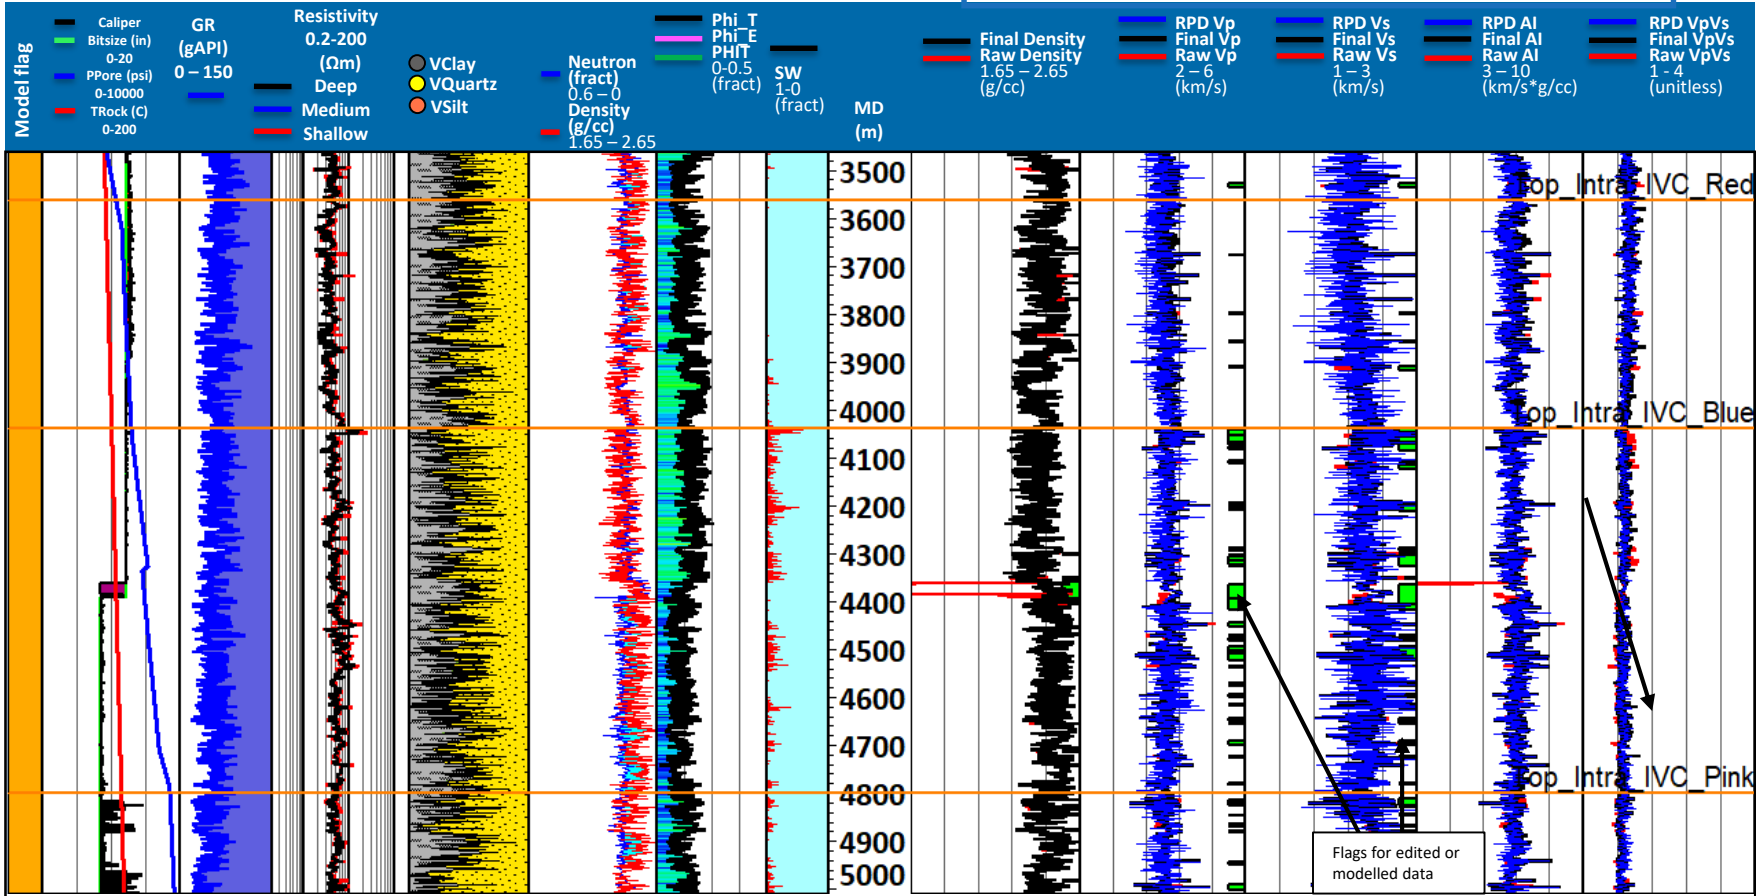 Model flag
Caliper
Bitsize (in)
0-20
PPore (psi)
0-10000
TRock (C)
0-200
GR
(gAPI)
0 – 150
Resistivity
0.2-200
(Ωm)
Deep
Medium
Shallow
VClay
VQuartz
VSilt
Neutron
(fract)
0.6 – 0
Density
(g/cc)
1.65 – 2.65
Phi_T
Phi_E
PHIT
0-0.5
(fract)
SW
1-0
(fract)
MD
(m)
Final Density
Raw Density
1.65 – 2.65
(g/cc)
RPD Vp
Final Vp
Raw Vp
2 – 6
(km/s)
RPD Vs
Final Vs
Raw Vs
1 – 3
(km/s)
RPD AI
Final AI
Raw AI
3 – 10
(km/s*g/cc)
RPD VpVs
Final VpVs
Raw VpVs
1 - 4
(unitless)
3500
Top_Intra_IVC_Red
3600
3700
3800
3900
4000
Top_Intra_IVC_Blue
4100
4200
4300
4400
4500
4600
4700
Top_Intra_IVC_Pink
4800
4900
5000
Flags for edited or
modelled data